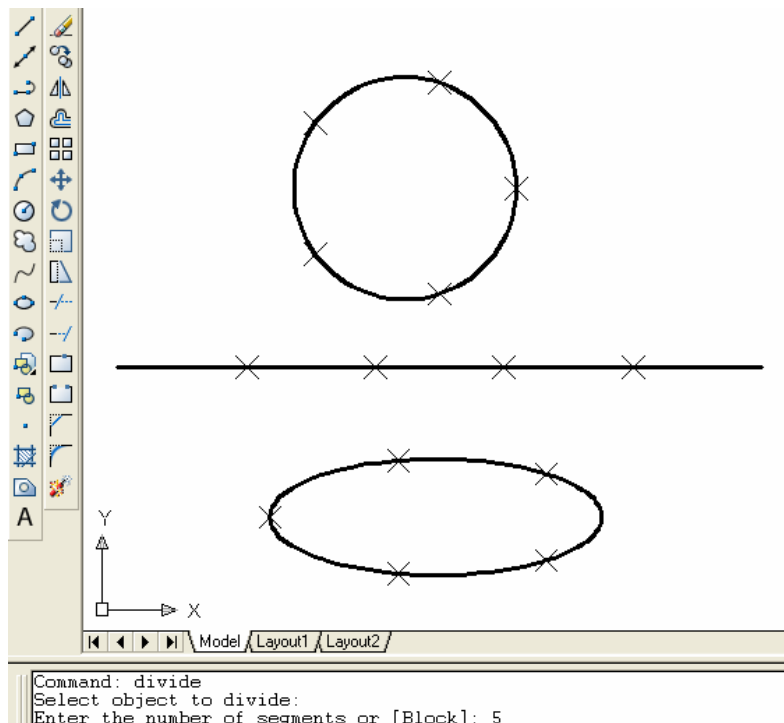 A
Y
X
Model Layout1 Layout2
Command: divide
Select object to divide:
Enter the number of segments or [Block]: 5